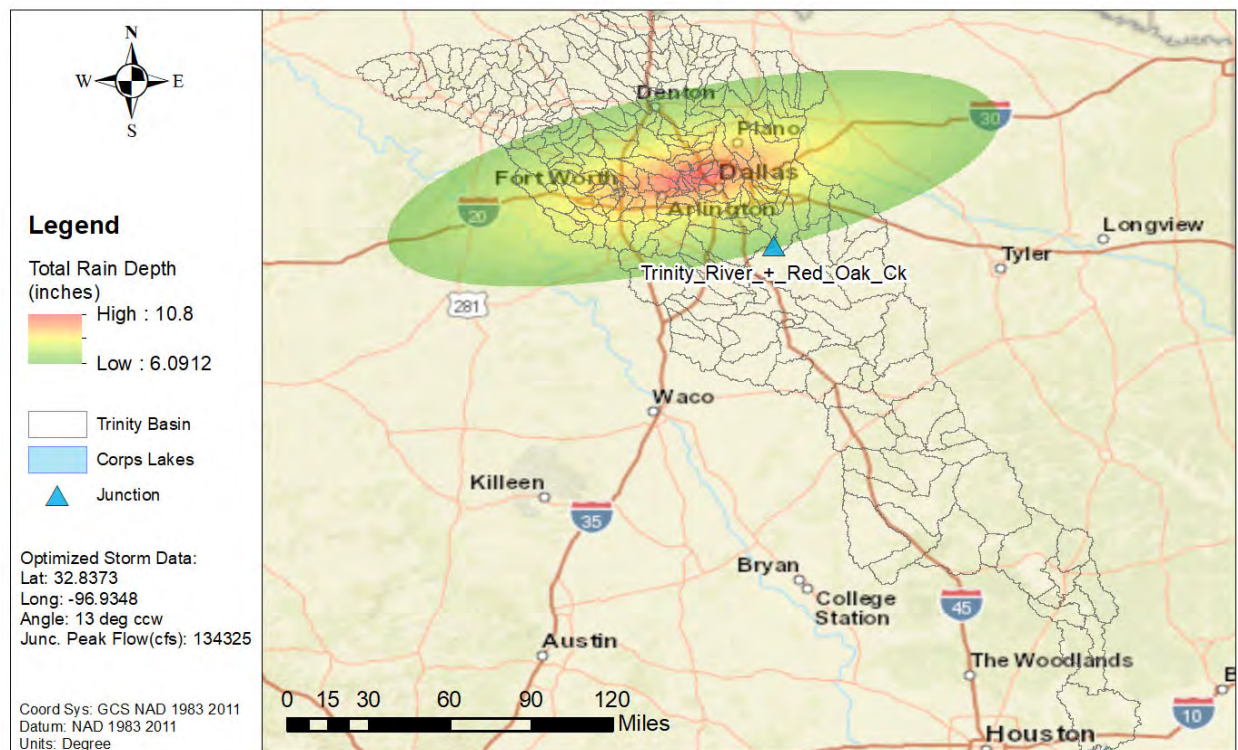 N
W E
S
Legend
Total Rain Depth
(inches)
High : 10.8
Low : 6.0912
Trinity Basin
Corps Lakes
Junction
Optimized Storm Data:
Lat: 32.8373
Long: -96.9348
Angle: 13 deg ccw
Junc. Peak Flow(cfs): 134325
Coord Sys: GCS NAD 1983 2011
Datum: NAD 1983 2011
Units: Degree
Denton
30
Plano
Fort Worth
Dallas
20
Arlington
Longview
Trinity_River_+_Red_Oak_Ck
Tyler
281
Waco
Killeen
35
Bryan
College
Station
45
Austin
The Woodlands
B
10
Houston
0 15 30 60 90 120
Miles